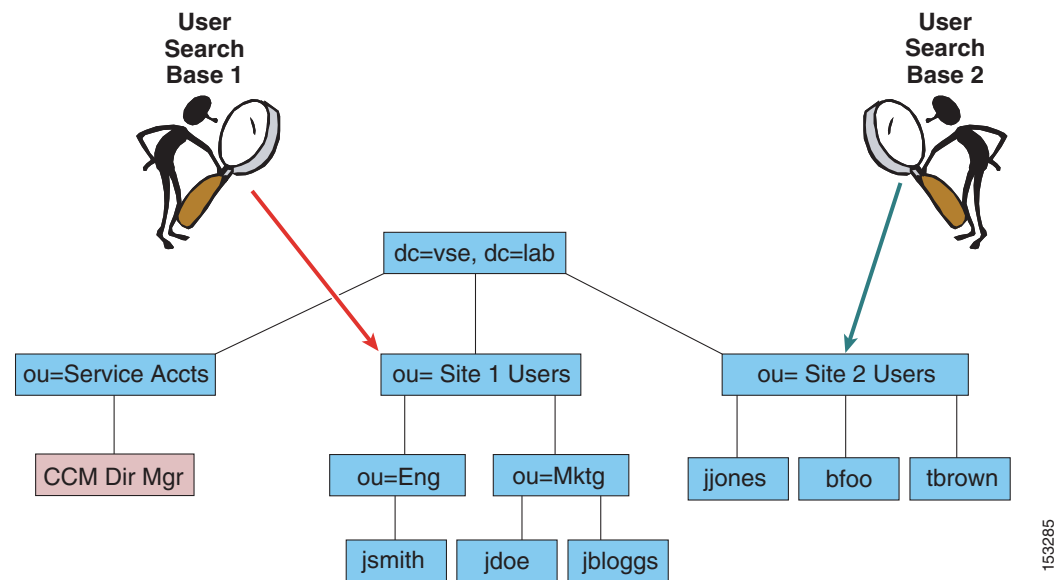 User
Search
Base 1
User
Search
Base 2
dc=vse, dc=lab
ou=Service Accts
ou= Site 1 Users
ou= Site 2 Users
CCM Dir Mgr
ou=Eng
ou=Mktg
jjones
bfoo
tbrown
jsmith
jdoe
jbloggs
153285